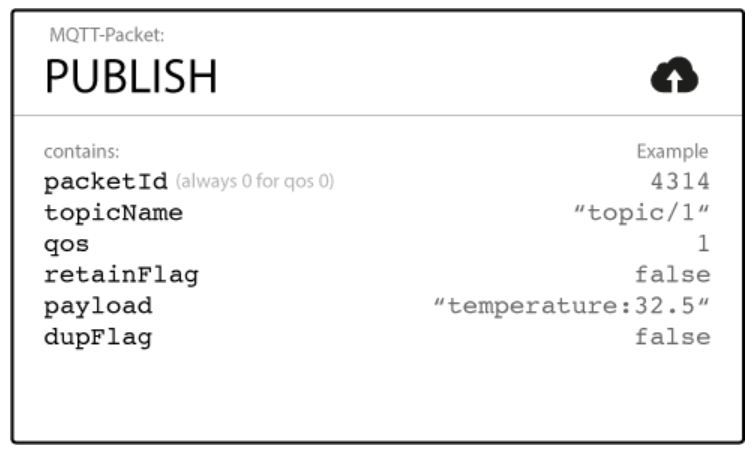 MQTT-Packet:
PUBLISH
contains: Example
packetId (always 0 for qos 0) 4314
topicName “topic/1“
qos 1
retainFlag false
payload “temperature:32.5“
dupFlag false